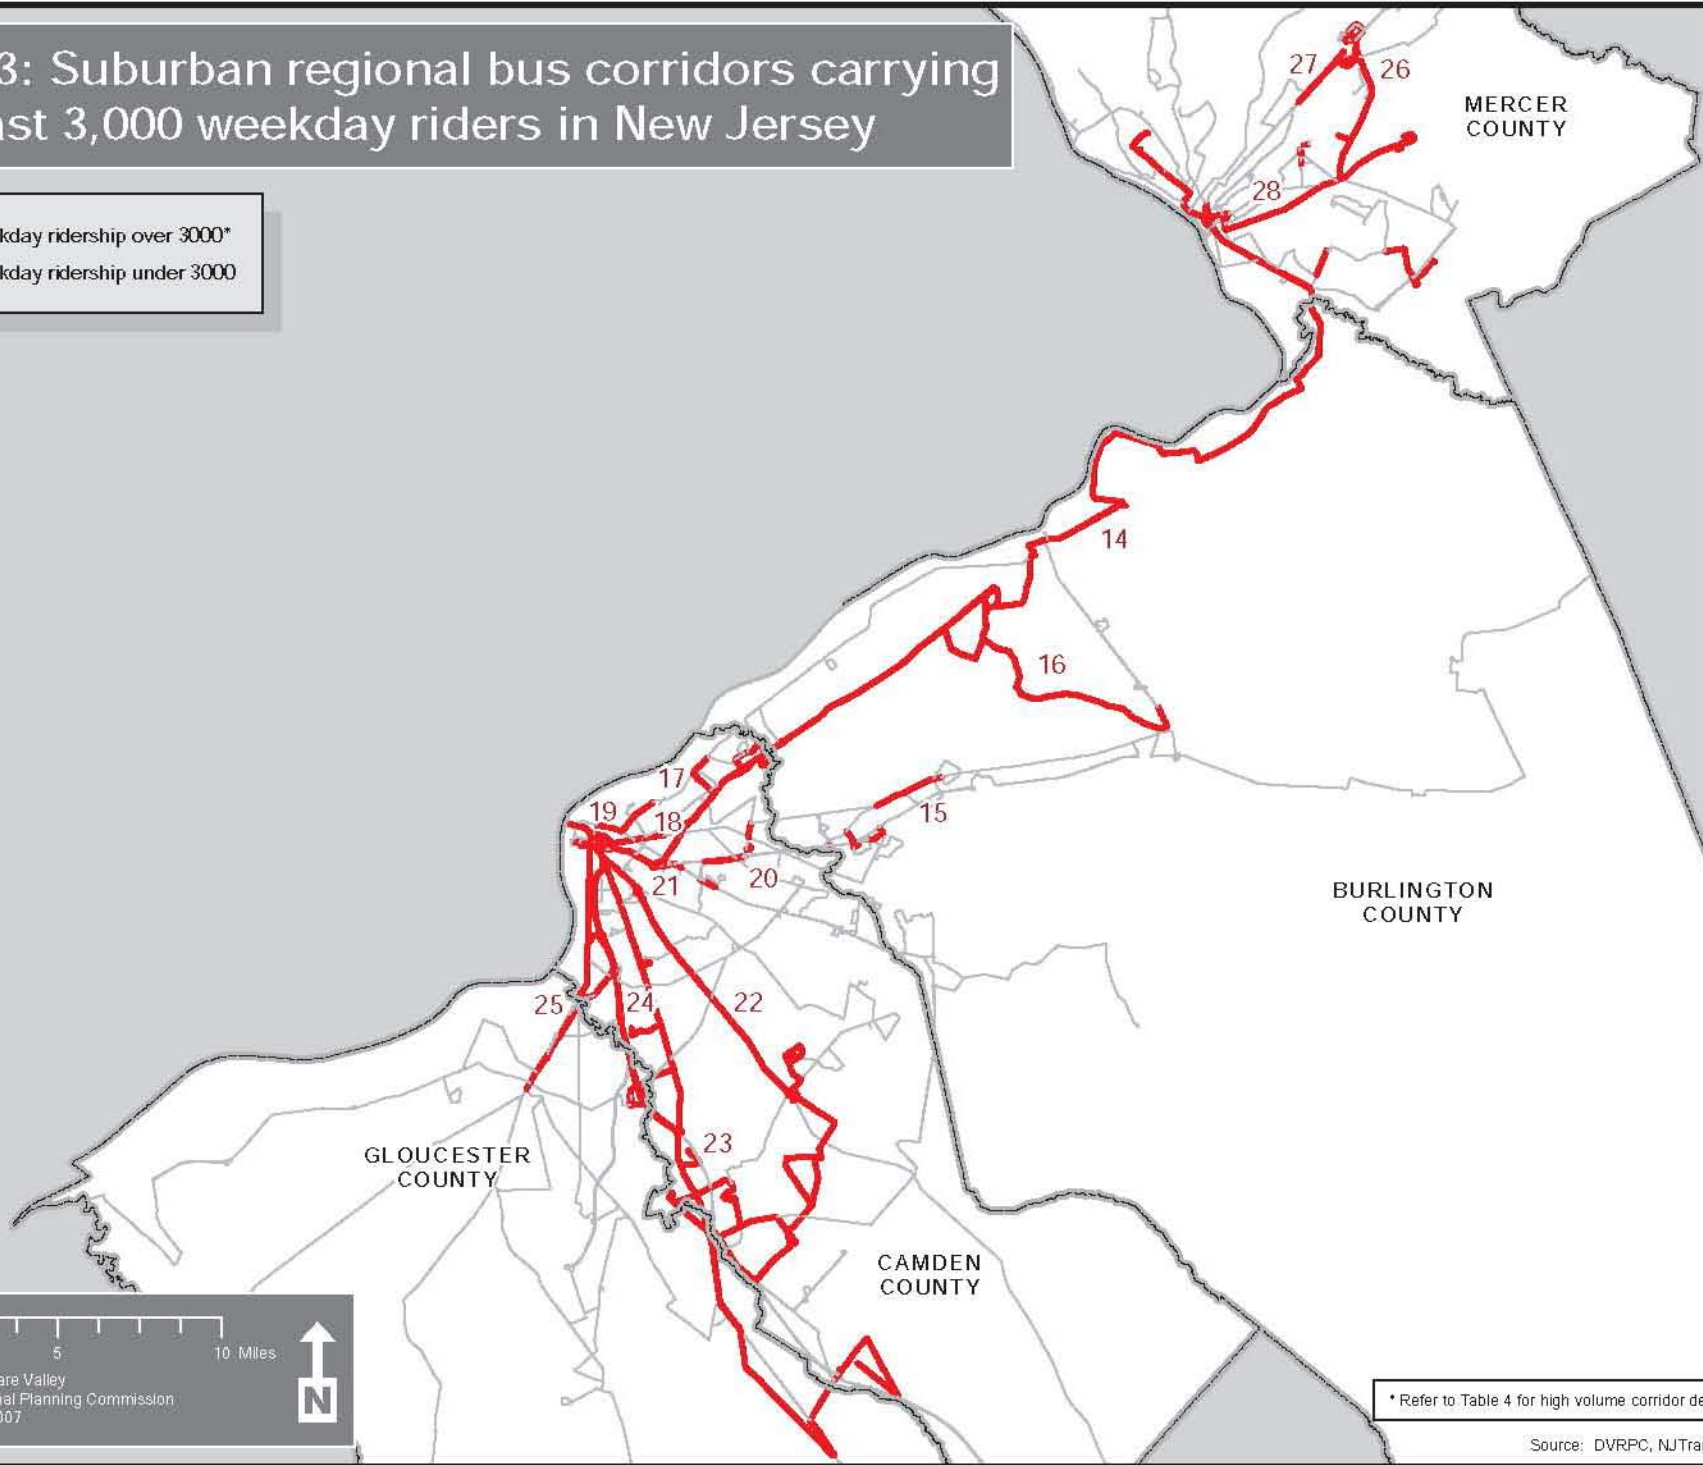 3: Suburban regional bus corridors carrying
ast 3,000 weekday riders in New Jersey
kday ridership over 3000*
kday ridership under 3000
27
26
MERCER
COUNTY
28
14
16
17
19
18
15
21
20
BURLINGTON
COUNTY
25
24
22
23
GLOUCESTER
COUNTY
CAMDEN
COUNTY
5
10 Miles
are Valley
nal Planning Commission
007
N
* Refer to Table 4 for high volume corridor de
Source: DVRPC, NJTra